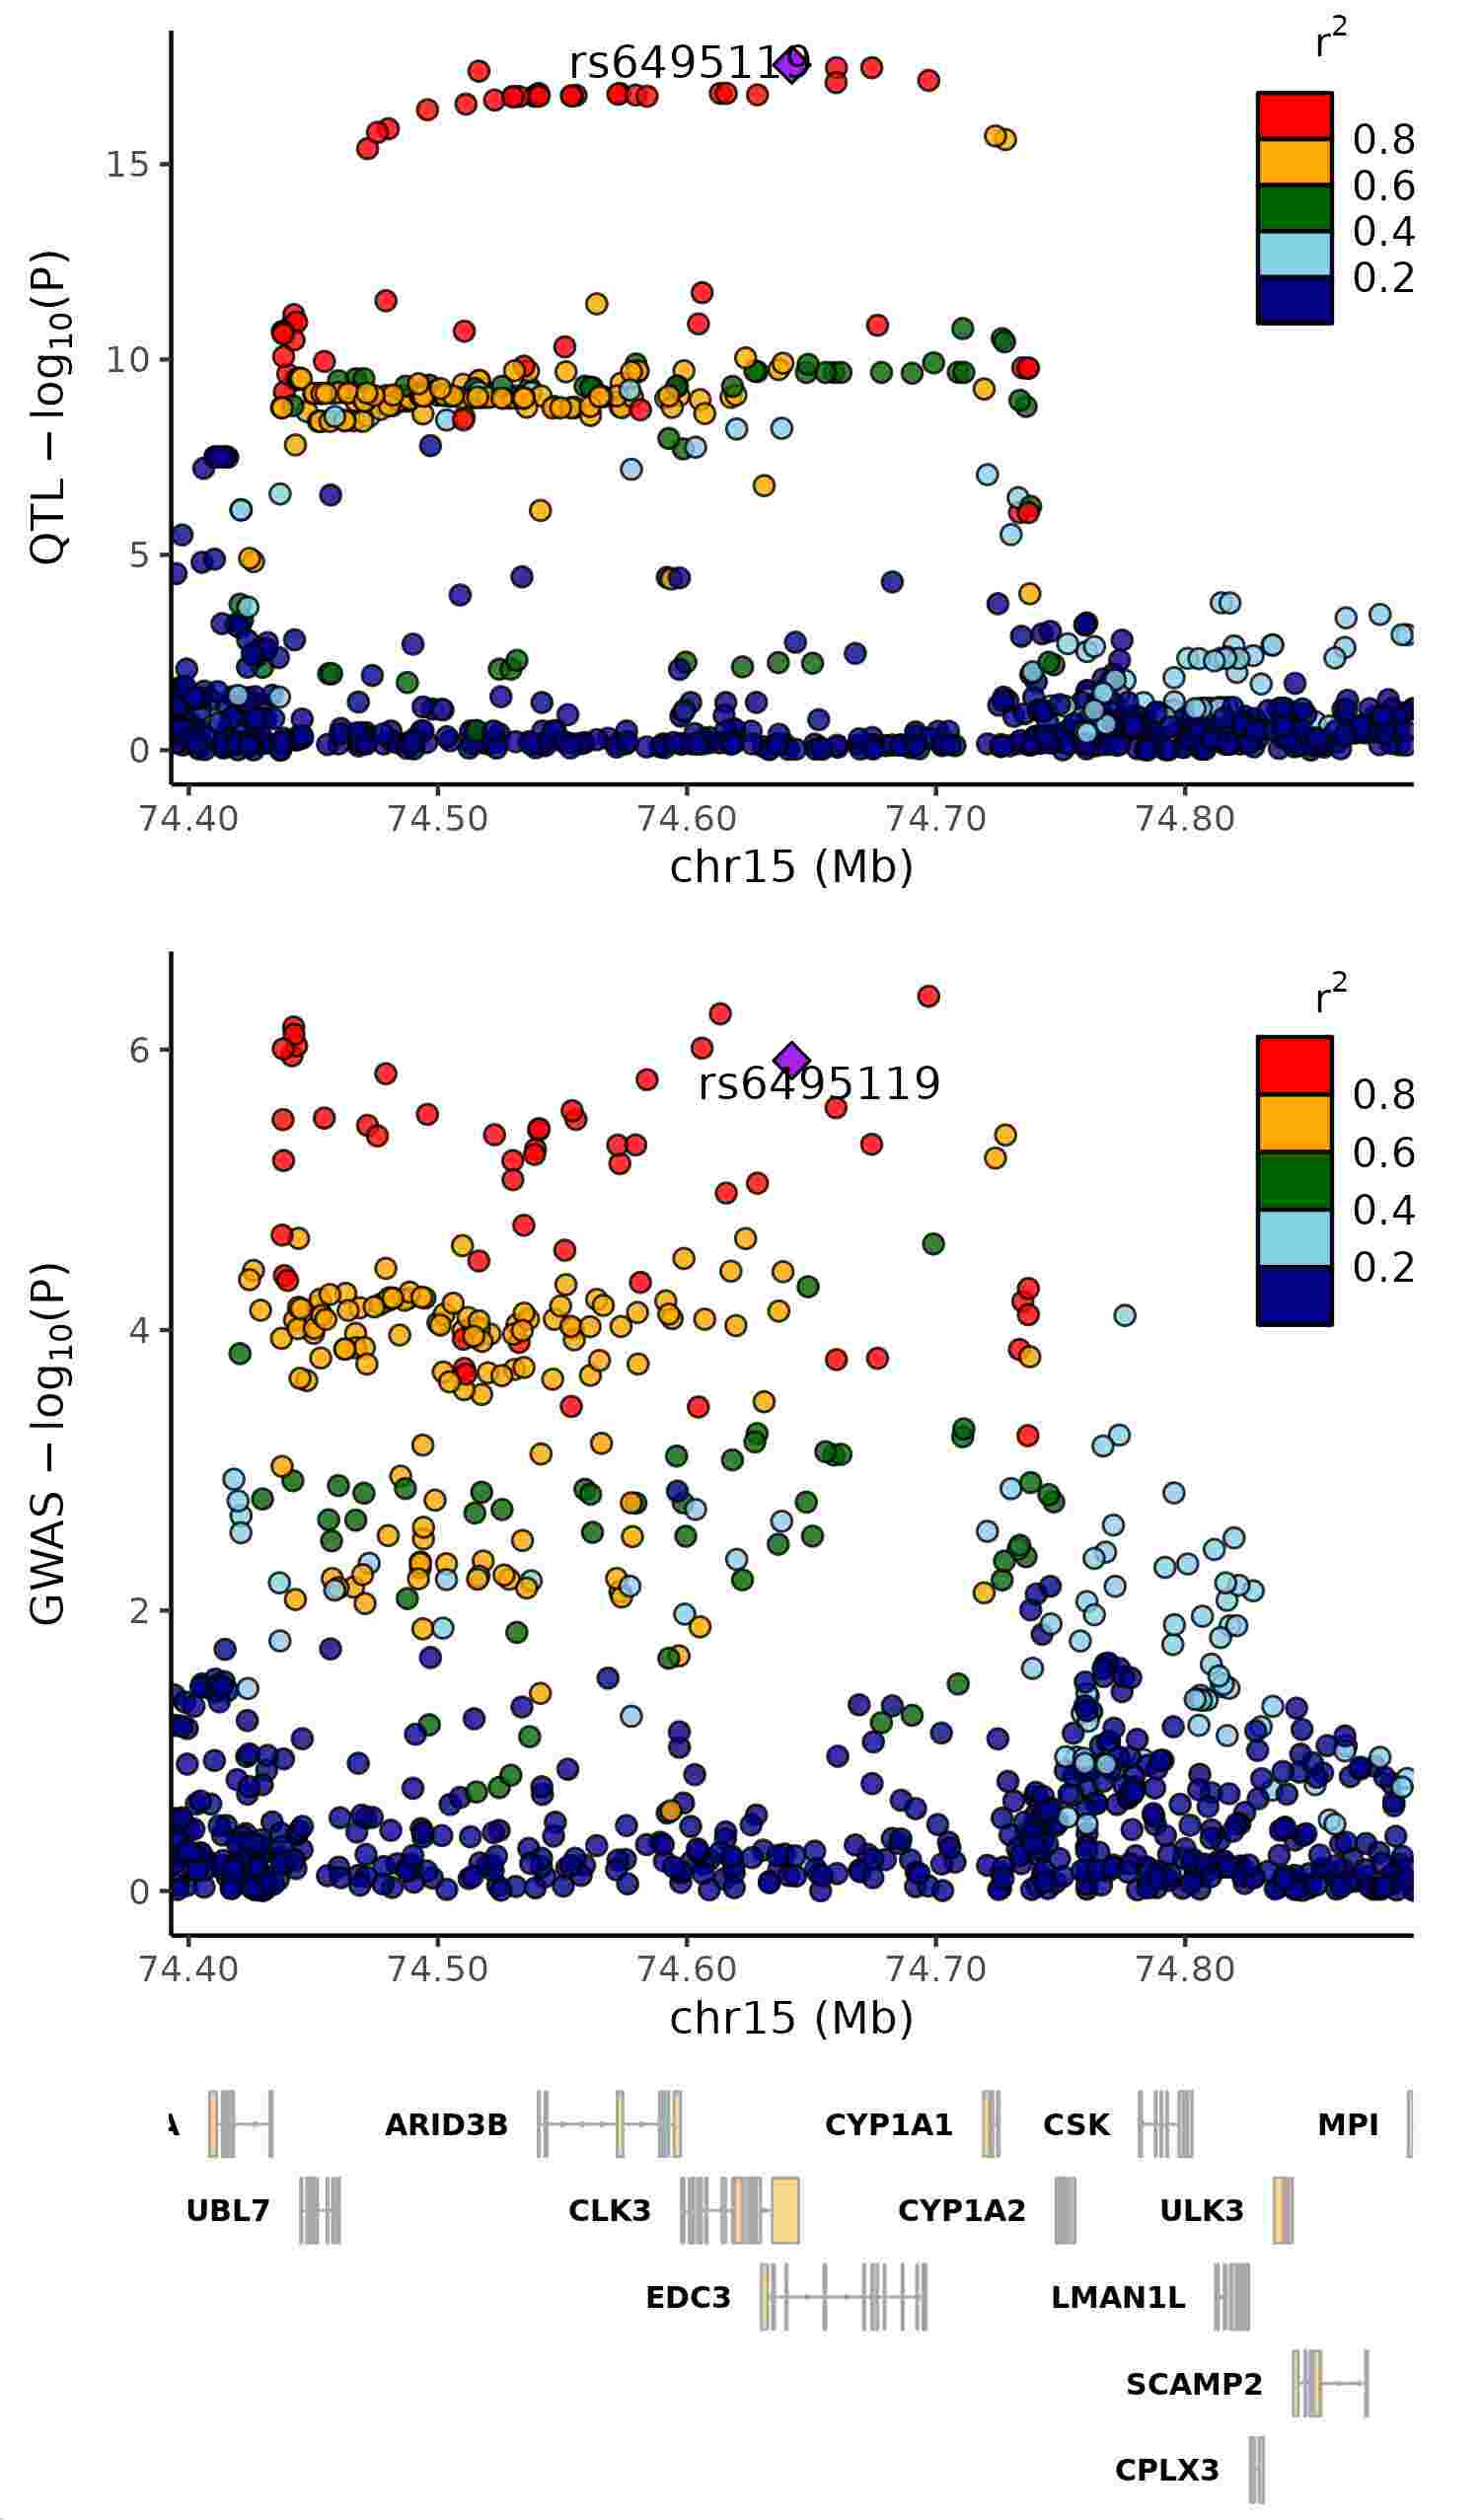 r2
rs6495119
0.8
0.6
0.4
0.2
15
10
5
0
QTL − log10(P)
74.40 74.50 74.60 74.70 74.80
chr15 (Mb)
r2
rs6495119
0.8
0.6
0.4
0.2
6
4
2
0
GWAS − log10(P)
74.40 74.50 74.60 74.70 74.80
chr15 (Mb)
A ARID3B CYP1A1 CSK MPI
UBL7 CLK3 CYP1A2 ULK3
EDC3 LMAN1L
SCAMP2
CPLX3